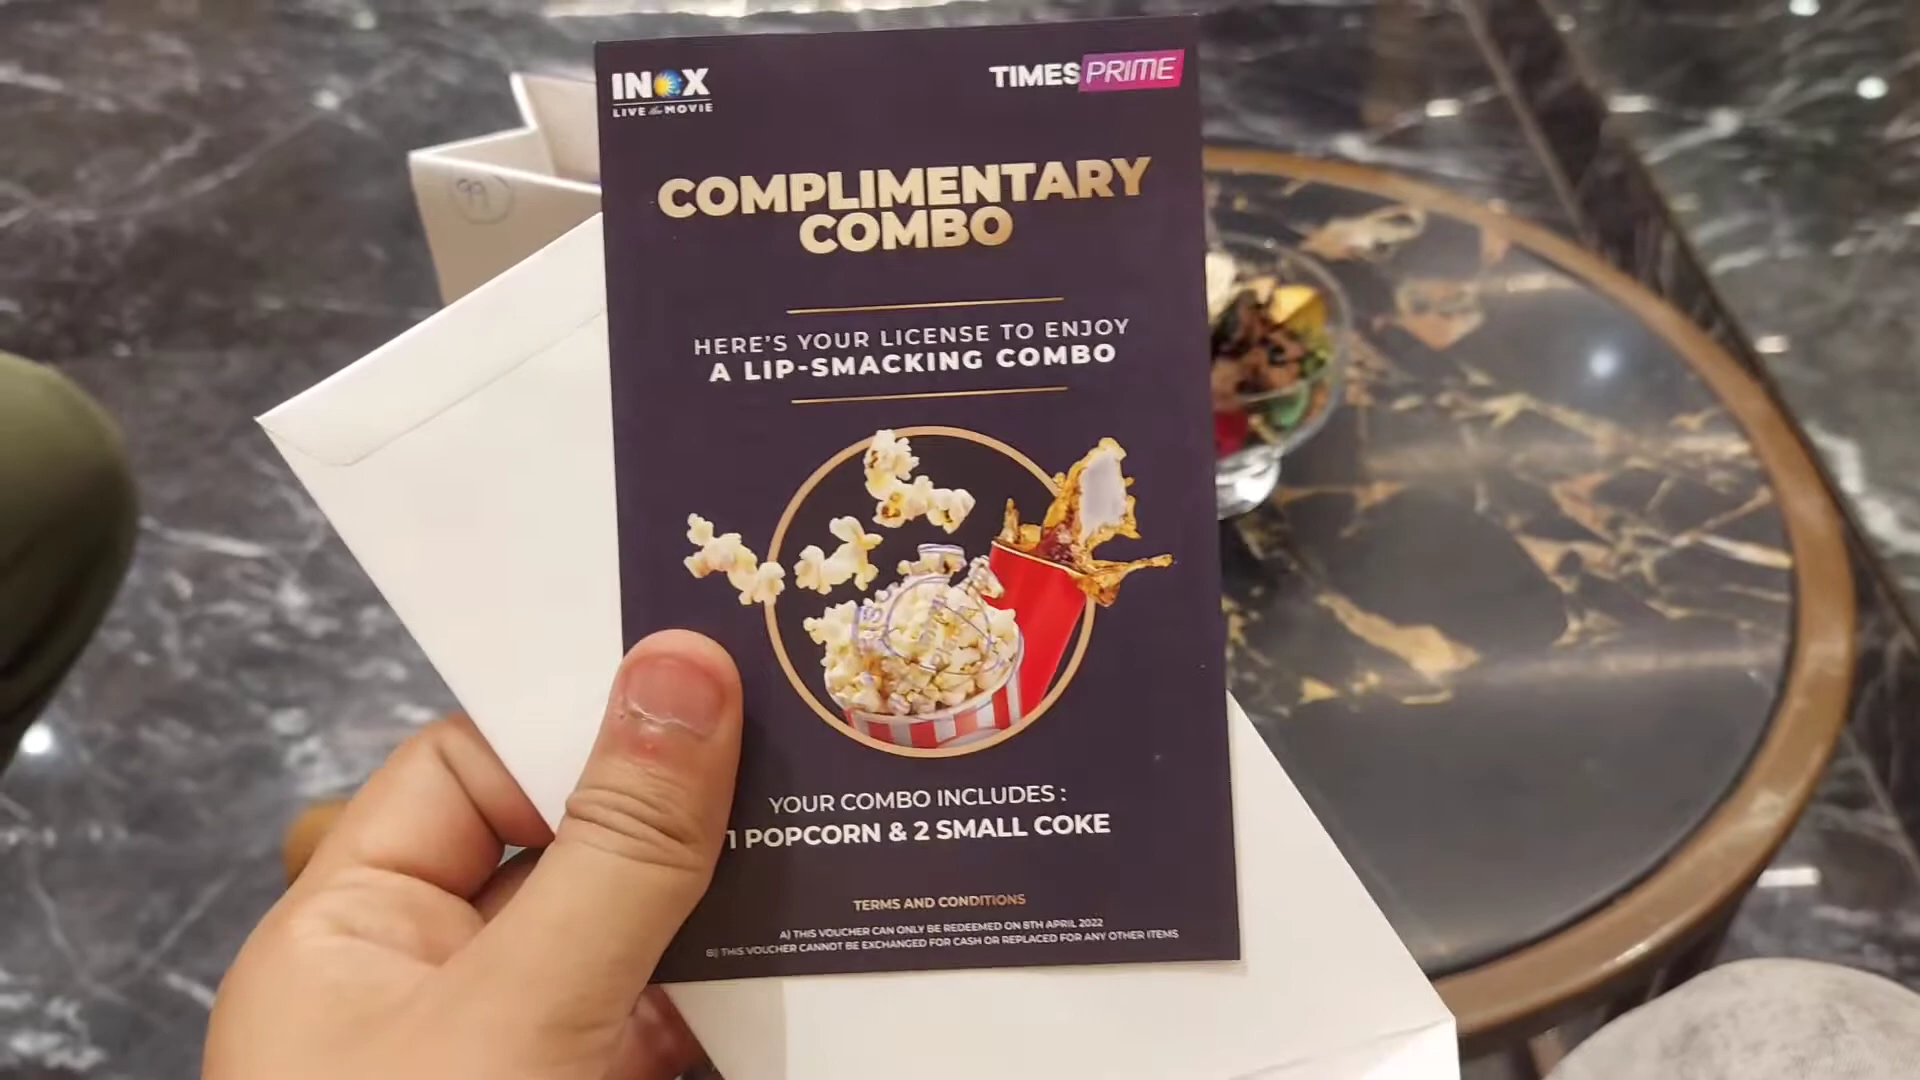 INOX
LIVE the MOVIE
TIMES PRIME
COMPLIMENTARY
COMBO
HERE'S YOUR LICENSE TO ENJOY
A LIP-SMACKING COMBO
YOUR COMBO INCLUDES :
1 POPCORN & 2 SMALL COKE
TERMS AND CONDITIONS
A) THIS VOUCHER CAN ONLY BE REDEEMED ON 8TH APRIL 2022
B) THIS VOUCHER CANNOT BE EXCHANGED FOR CASH OR REPLACED FOR ANY OTHER ITEMS
99